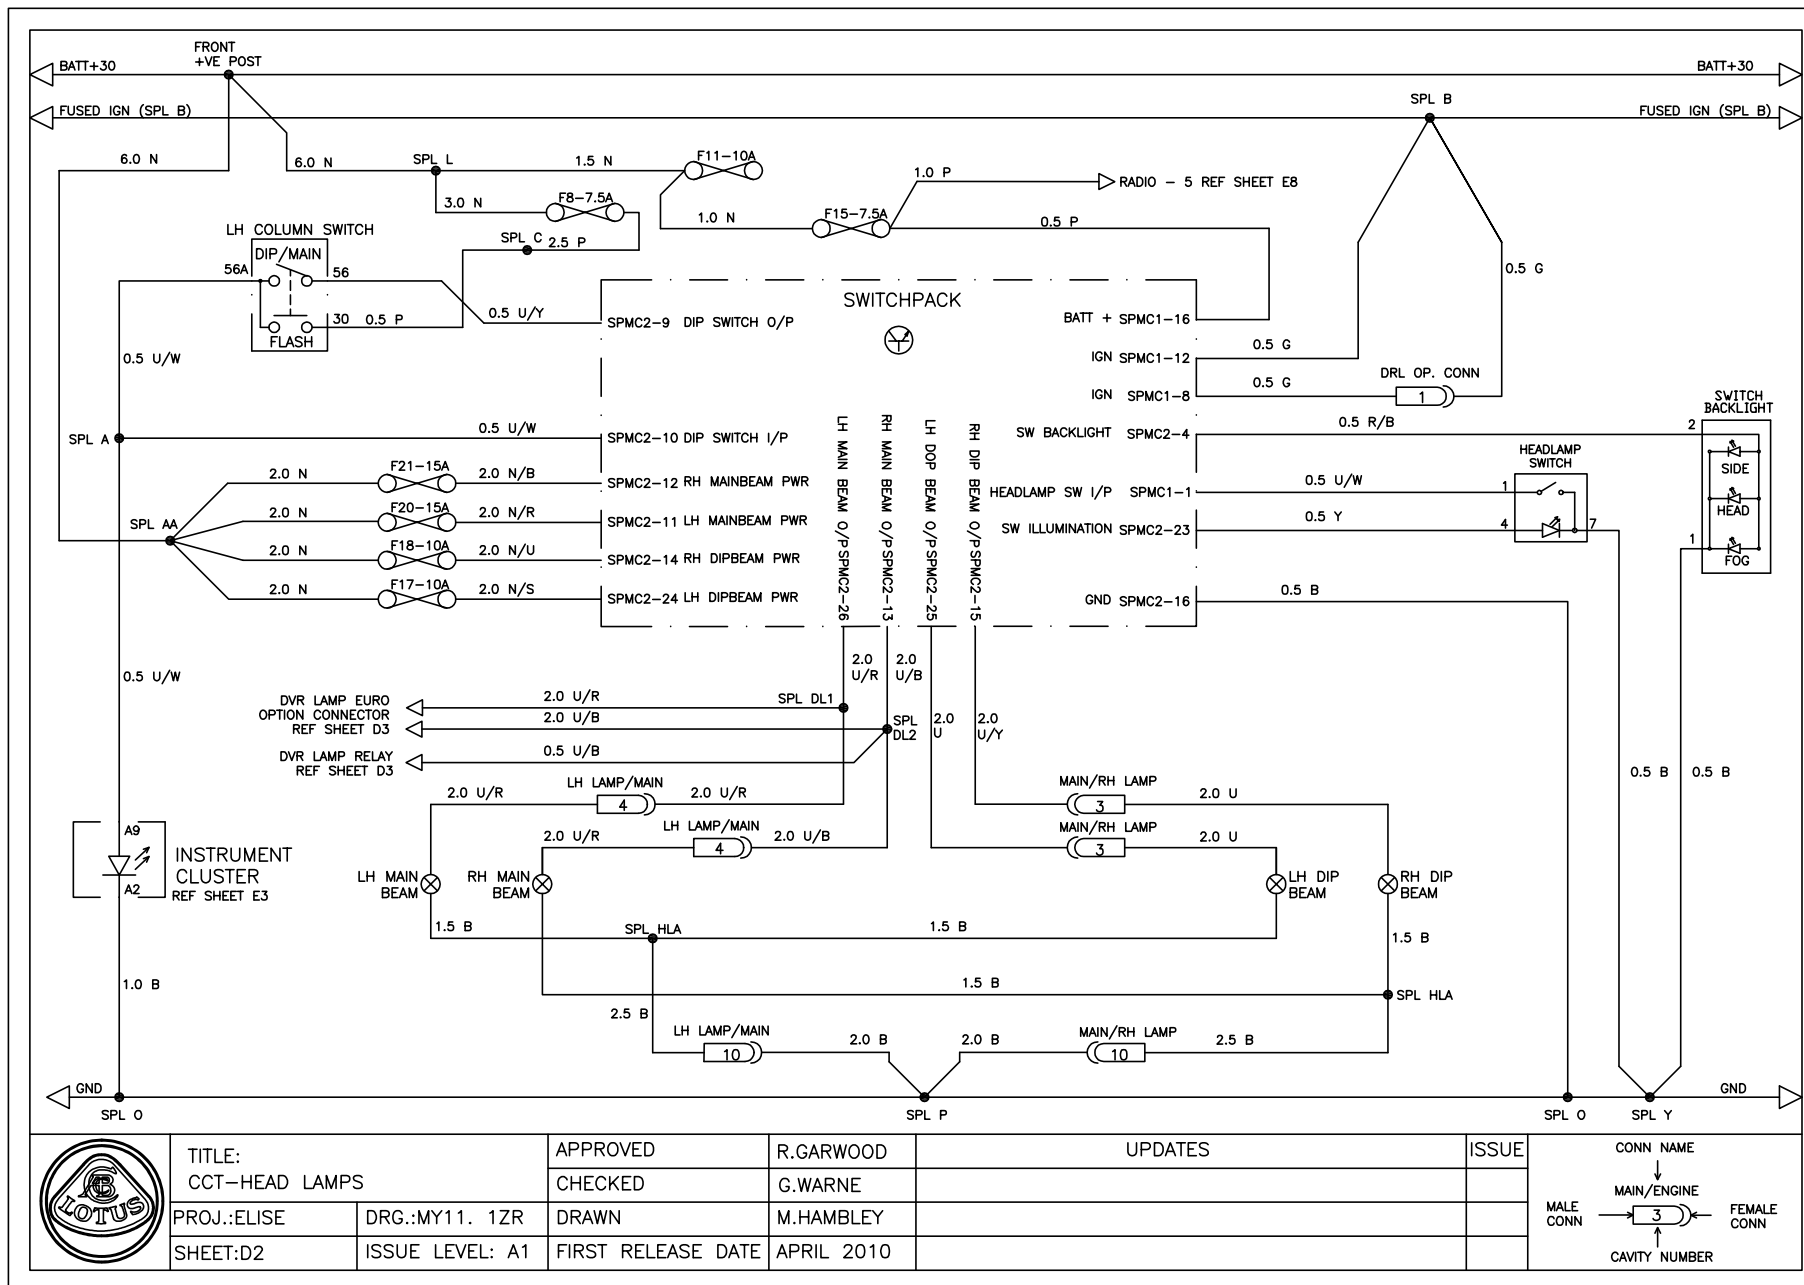 FRONT
+VE POST
BATT+30
BATT+30
FUSED IGN (SPL B)
SPL B
FUSED IGN (SPL B)
6.0 N
6.0 N
SPL L
1.5 N
F11-10A
1.0 P
RADIO - 5 REF SHEET E8
3.0 N
F8-7.5A
1.0 N
F15-7.5A
0.5 P
LH COLUMN SWITCH
SPL C
2.5 P
DIP/MAIN
56A
56
0.5 G
SWITCHPACK
30
0.5 P
FLASH
0.5 U/Y
SPMC2-9 DIP SWITCH O/P
BATT + SPMC1-16
0.5 U/W
IGN SPMC1-12
0.5 G
DRL OP. CONN
IGN SPMC1-8
0.5 G
1
SWITCH
BACKLIGHT
SPL A
0.5 U/W
SPMC2-10 DIP SWITCH I/P
SW BACKLIGHT SPMC2-4
0.5 R/B
2
SIDE
HEAD
FOG
1
HEADLAMP
SWITCH
2.0 N
F21-15A
2.0 N/B
SPMC2-12 RH MAINBEAM PWR
HEADLAMP SW I/P SPMC1-1
0.5 U/W
1
SPL AA
2.0 N
F20-15A
2.0 N/R
SPMC2-11 LH MAINBEAM PWR
SW ILLUMINATION SPMC2-23
0.5 Y
4
7
2.0 N
F18-10A
2.0 N/U
SPMC2-14 RH DIPBEAM PWR
2.0 N
F17-10A
2.0 N/S
SPMC2-24 LH DIPBEAM PWR
GND SPMC2-16
0.5 B
LH MAIN BEAM O/P SPMC2-26
RH MAIN BEAM O/P SPMC2-13
LH DOP BEAM O/P SPMC2-25
RH DIP BEAM O/P SPMC2-15
0.5 U/W
2.0
U/R
2.0
U/B
DVR LAMP EURO
OPTION CONNECTOR
REF SHEET D3
2.0 U/R
SPL DL1
2.0 U/B
SPL
DL2
2.0
U
2.0
U/Y
DVR LAMP RELAY
REF SHEET D3
0.5 U/B
0.5 B
0.5 B
LH LAMP/MAIN
2.0 U/R
4
2.0 U/R
MAIN/RH LAMP
3
2.0 U
LH LAMP/MAIN
2.0 U/R
4
2.0 U/B
MAIN/RH LAMP
3
2.0 U
A9
INSTRUMENT
CLUSTER
REF SHEET E3
A2
LH MAIN
BEAM
RH MAIN
BEAM
LH DIP
BEAM
RH DIP
BEAM
1.5 B
SPL HLA
1.5 B
1.5 B
1.0 B
1.5 B
SPL HLA
2.5 B
LH LAMP/MAIN
10
2.0 B
2.0 B
MAIN/RH LAMP
10
2.5 B
GND
GND
SPL O
SPL P
SPL O
SPL Y
LOTUS
TITLE:
CCT-HEAD LAMPS
PROJ.:ELISE
DRG.:MY11. 1ZR
SHEET:D2
ISSUE LEVEL: A1
APPROVED
R.GARWOOD
CHECKED
G.WARNE
DRAWN
M.HAMBLEY
FIRST RELEASE DATE
APRIL 2010
UPDATES
ISSUE
CONN NAME
MAIN/ENGINE
MALE
CONN
3
FEMALE
CONN
CAVITY NUMBER